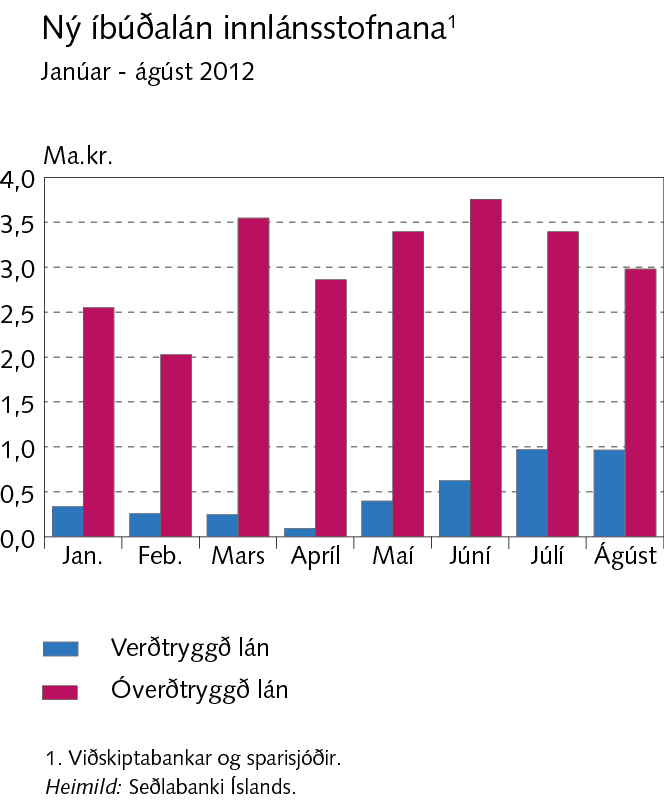 Ný íbúðalán innlánsstofnana¹
Janúar - ágúst 2012
Ma.kr.
4,0
3,5
3,0
2,5
2,0
1,5
1,0
0,5
0,0
Jan. Feb. Mars Apríl Maí Júní Júlí Ágúst
Verðtryggð lán
Óverðtryggð lán
1. Viðskiptabankar og sparisjóðir.
Heimild: Seðlabanki Íslands.